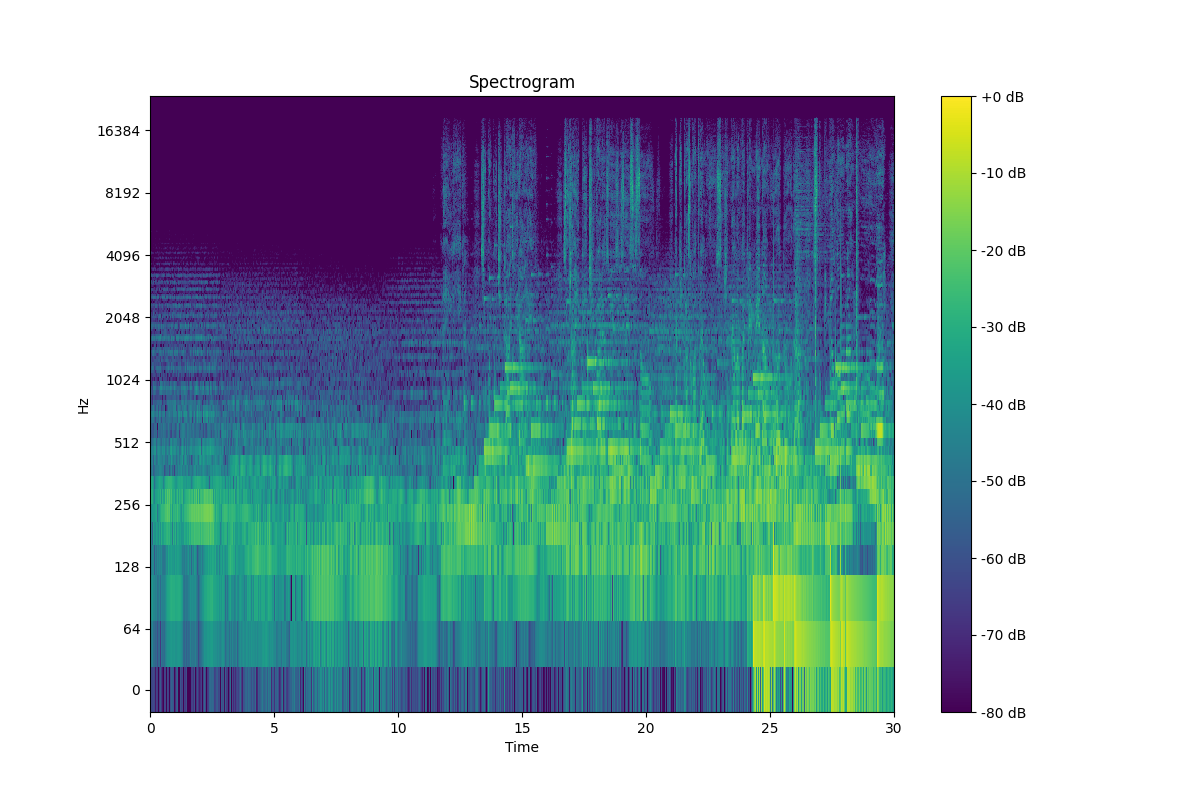 Spectrogram
Hz
16384
8192
4096
2048
1024
512
256
128
64
0
0 5 10 15 20 25 30
Time
+0 dB
-10 dB
-20 dB
-30 dB
-40 dB
-50 dB
-60 dB
-70 dB
-80 dB